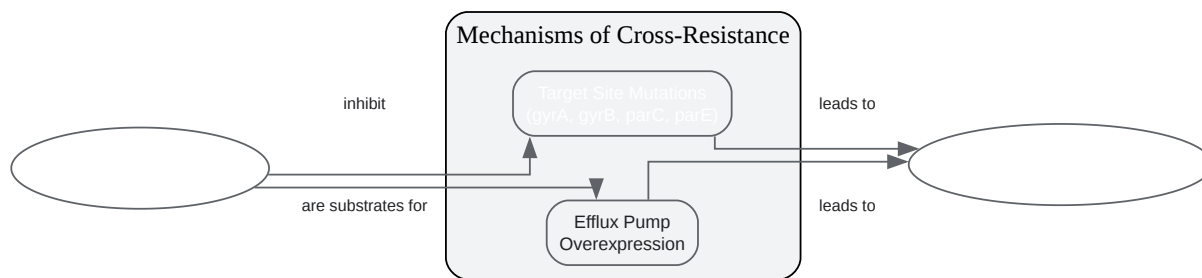 Mechanisms of Cross-Resistance
Target Site Mutations
(gyrA, gyrB, parC, parE)
inhibit
leads to
are substrates for
leads to
Efflux Pump
Overexpression